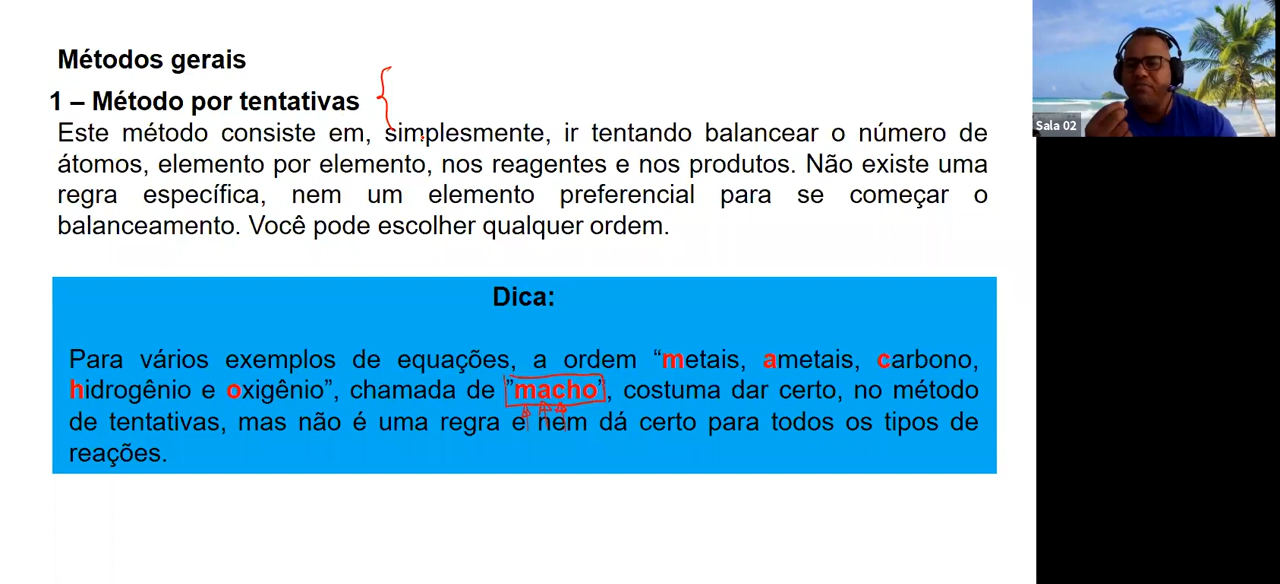 Métodos gerais
1 – Método por tentativas
Este método consiste em, simplesmente, ir tentando balancear o número de
átomos, elemento por elemento, nos reagentes e nos produtos. Não existe uma
regra específica, nem um elemento preferencial para se começar o
balanceamento. Você pode escolher qualquer ordem.
Dica:
Para vários exemplos de equações, a ordem “metais, ametais, carbono,
hidrogênio e oxigênio”, chamada de ”macho”, costuma dar certo, no método
de tentativas, mas não é uma regra e nem dá certo para todos os tipos de
reações.
Sala 02